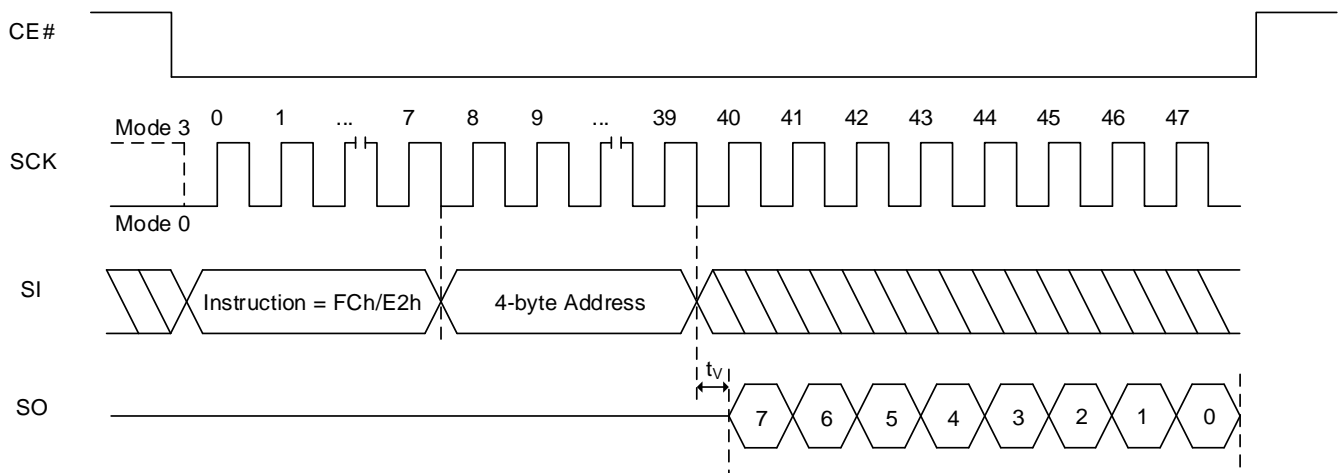 CE#
Mode 3
0 1 ... 7 8 9 ... 39 40 41 42 43 44 45 46 47
SCK
Mode 0
SI
Instruction = FCh/E2h
4-byte Address
tV
SO
7 6 5 4 3 2 1 0